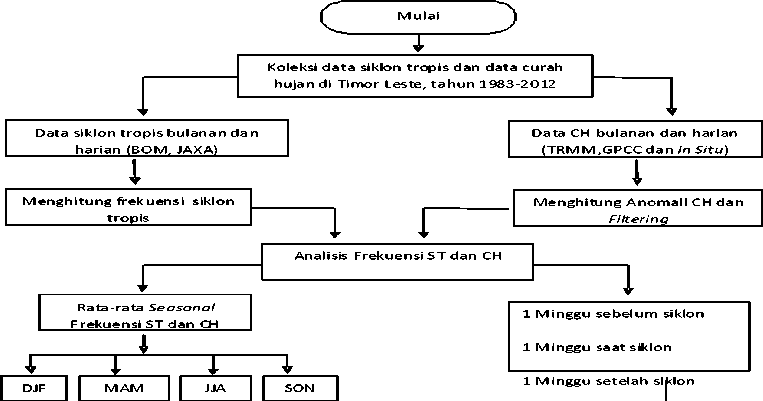 Mulai
Koleksi data siklon tropis dan data curah
hujan di Timor Leste, tahun 1983-2012
Data siklon tropis bulanan dan
harian (BOM, JAXA)
Data CH bulanan dan harian
(TRMM,GPCC dan In Situ)
Menghitung frekuensi siklon
tropis
Menghitung Anomali CH dan
Filtering
Analisis Frekuensi ST dan CH
Rata-rata Seasonal
Frekuensi ST dan CH
1 Minggu sebelum siklon
1 Minggu saat siklon
1 Minggu setelah siklon
DJF
MAM
JJA
SON